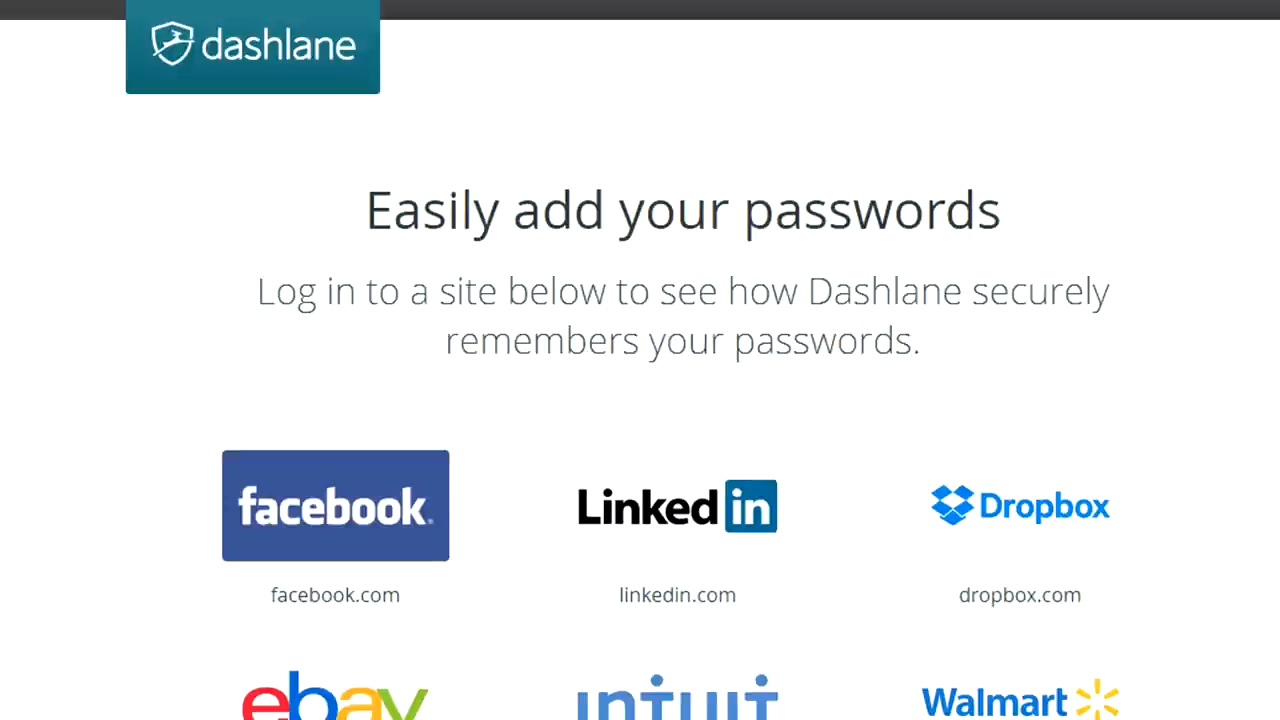 dashlane
Easily add your passwords
Log in to a site below to see how Dashlane securely
remembers your passwords.
facebook.
Linked in
Dropbox
facebook.com
linkedin.com
dropbox.com
ebay
intuit
Walmart